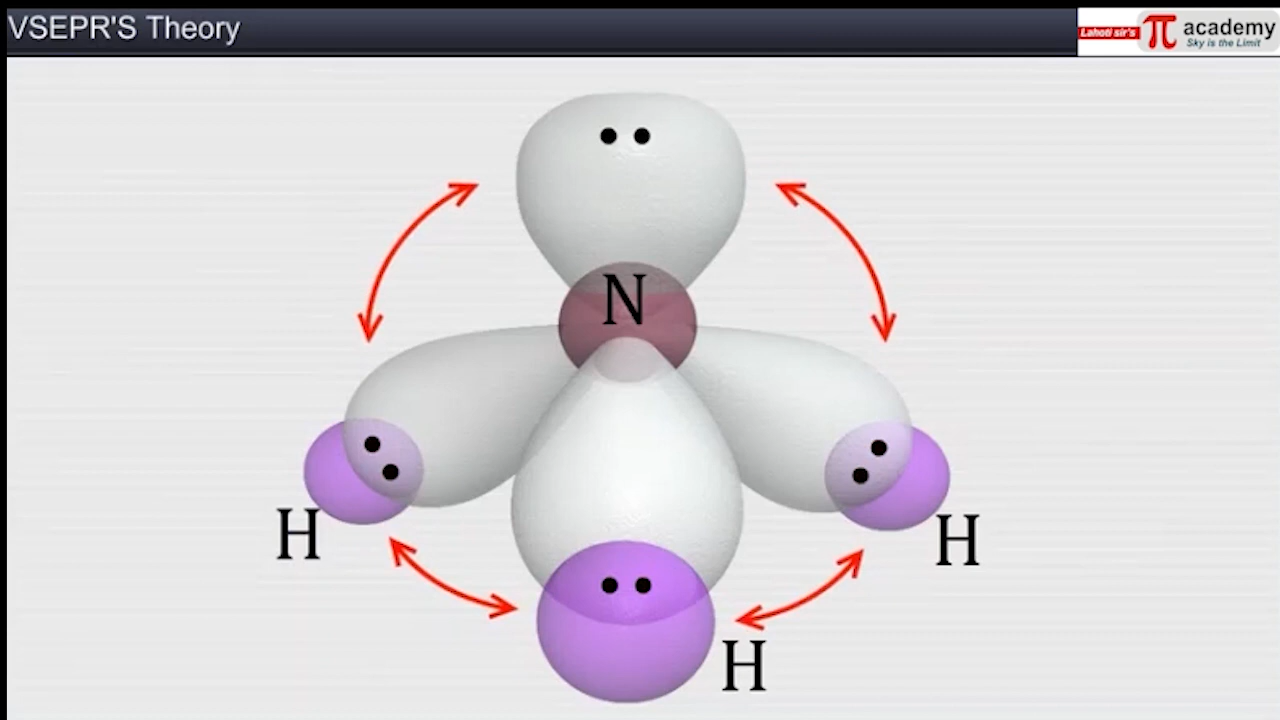 VSEPR'S Theory
Lahoti sir's π academy
Sky is the Limit
N
H
H
H